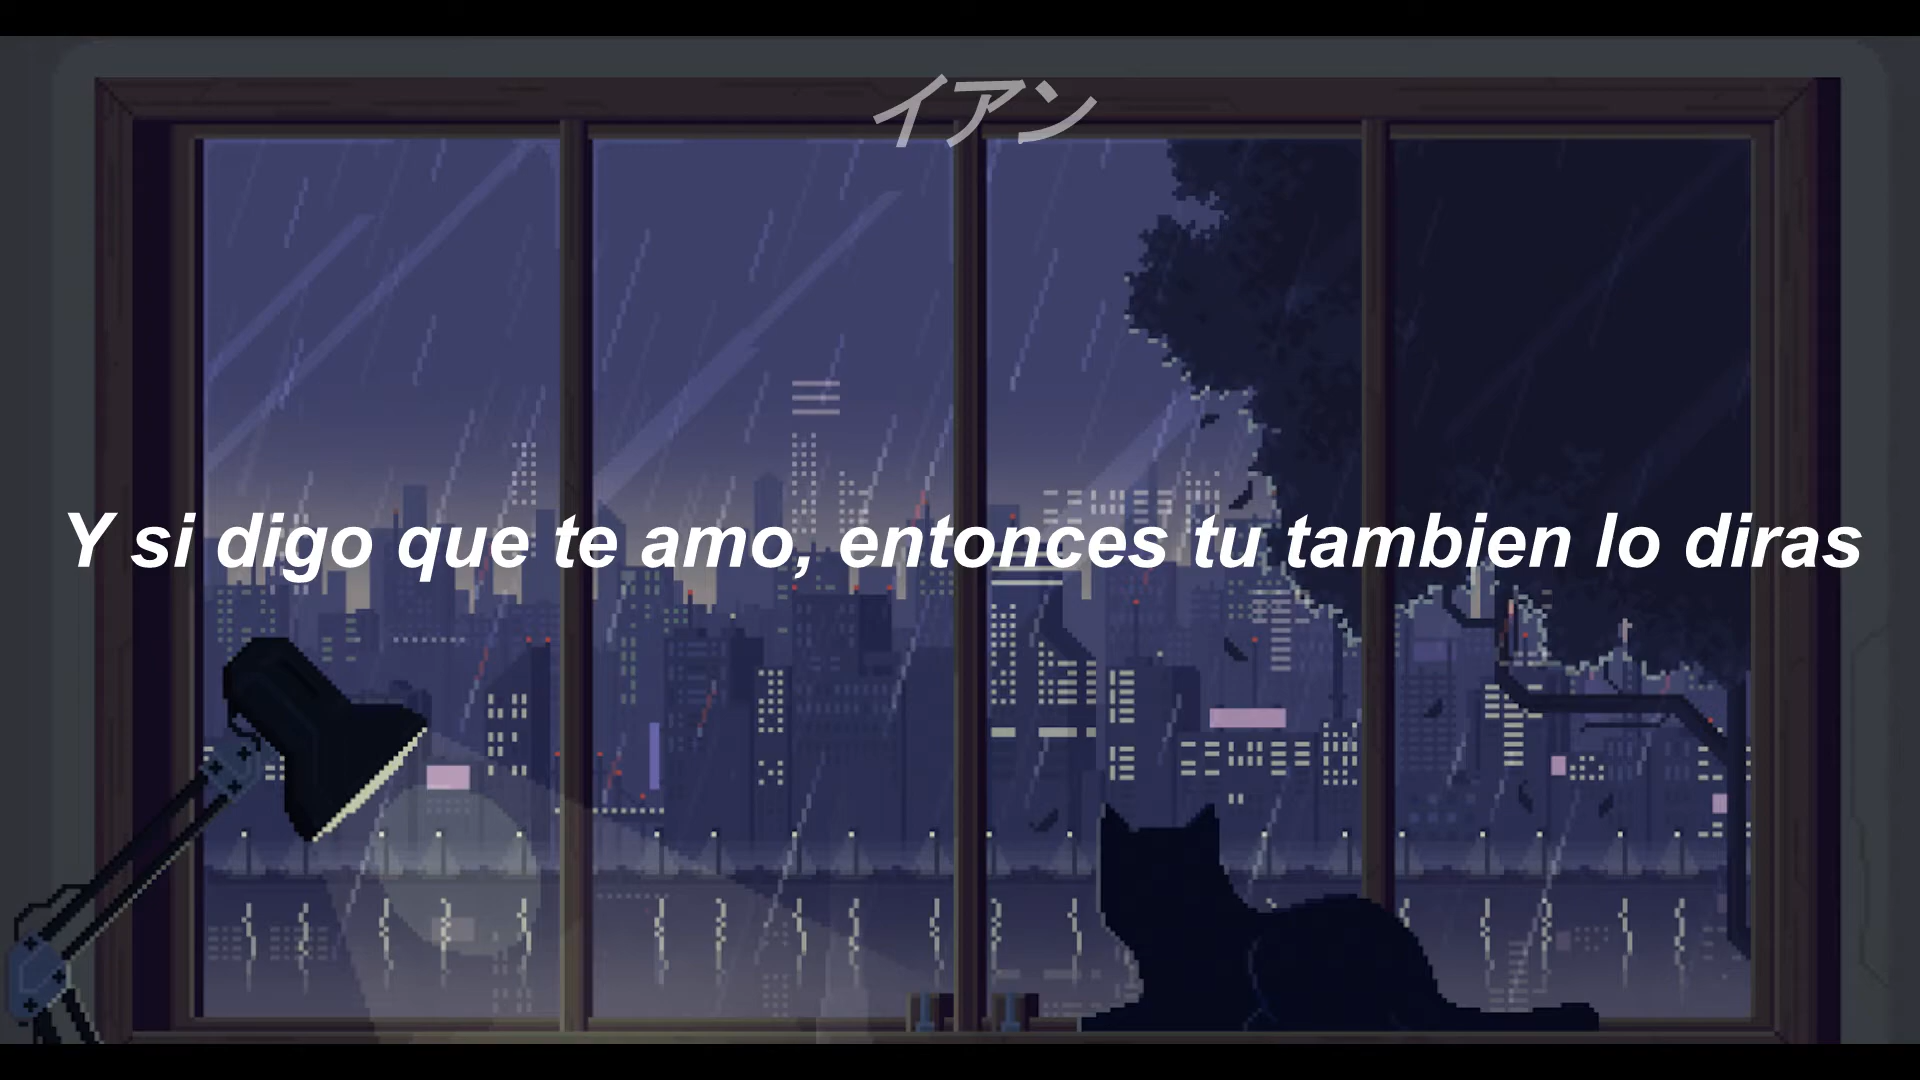 イアン
Y si digo que te amo, entonces tu tambien lo diras